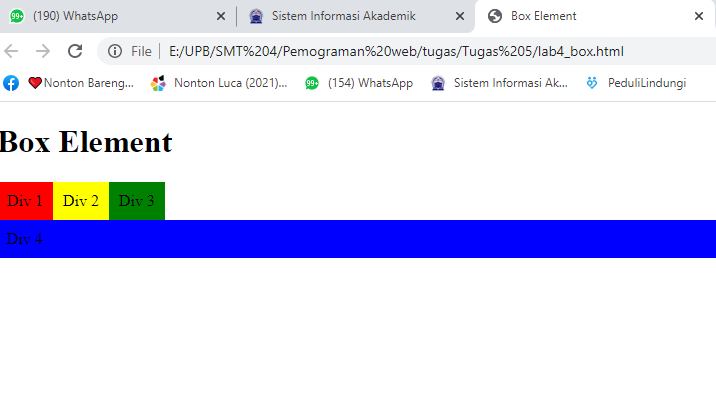 99+ (190) WhatsApp
Sistem Informasi Akademik
Box Element
File | E:/UPB/SMT%204/Pemograman%20web/tugas/Tugas%205/lab4_box.html
Nonton Bareng...
Nonton Luca (2021)...
99+ (154) WhatsApp
Sistem Informasi Ak...
PeduliLindungi
Box Element
Div 1 Div 2 Div 3
Div 4